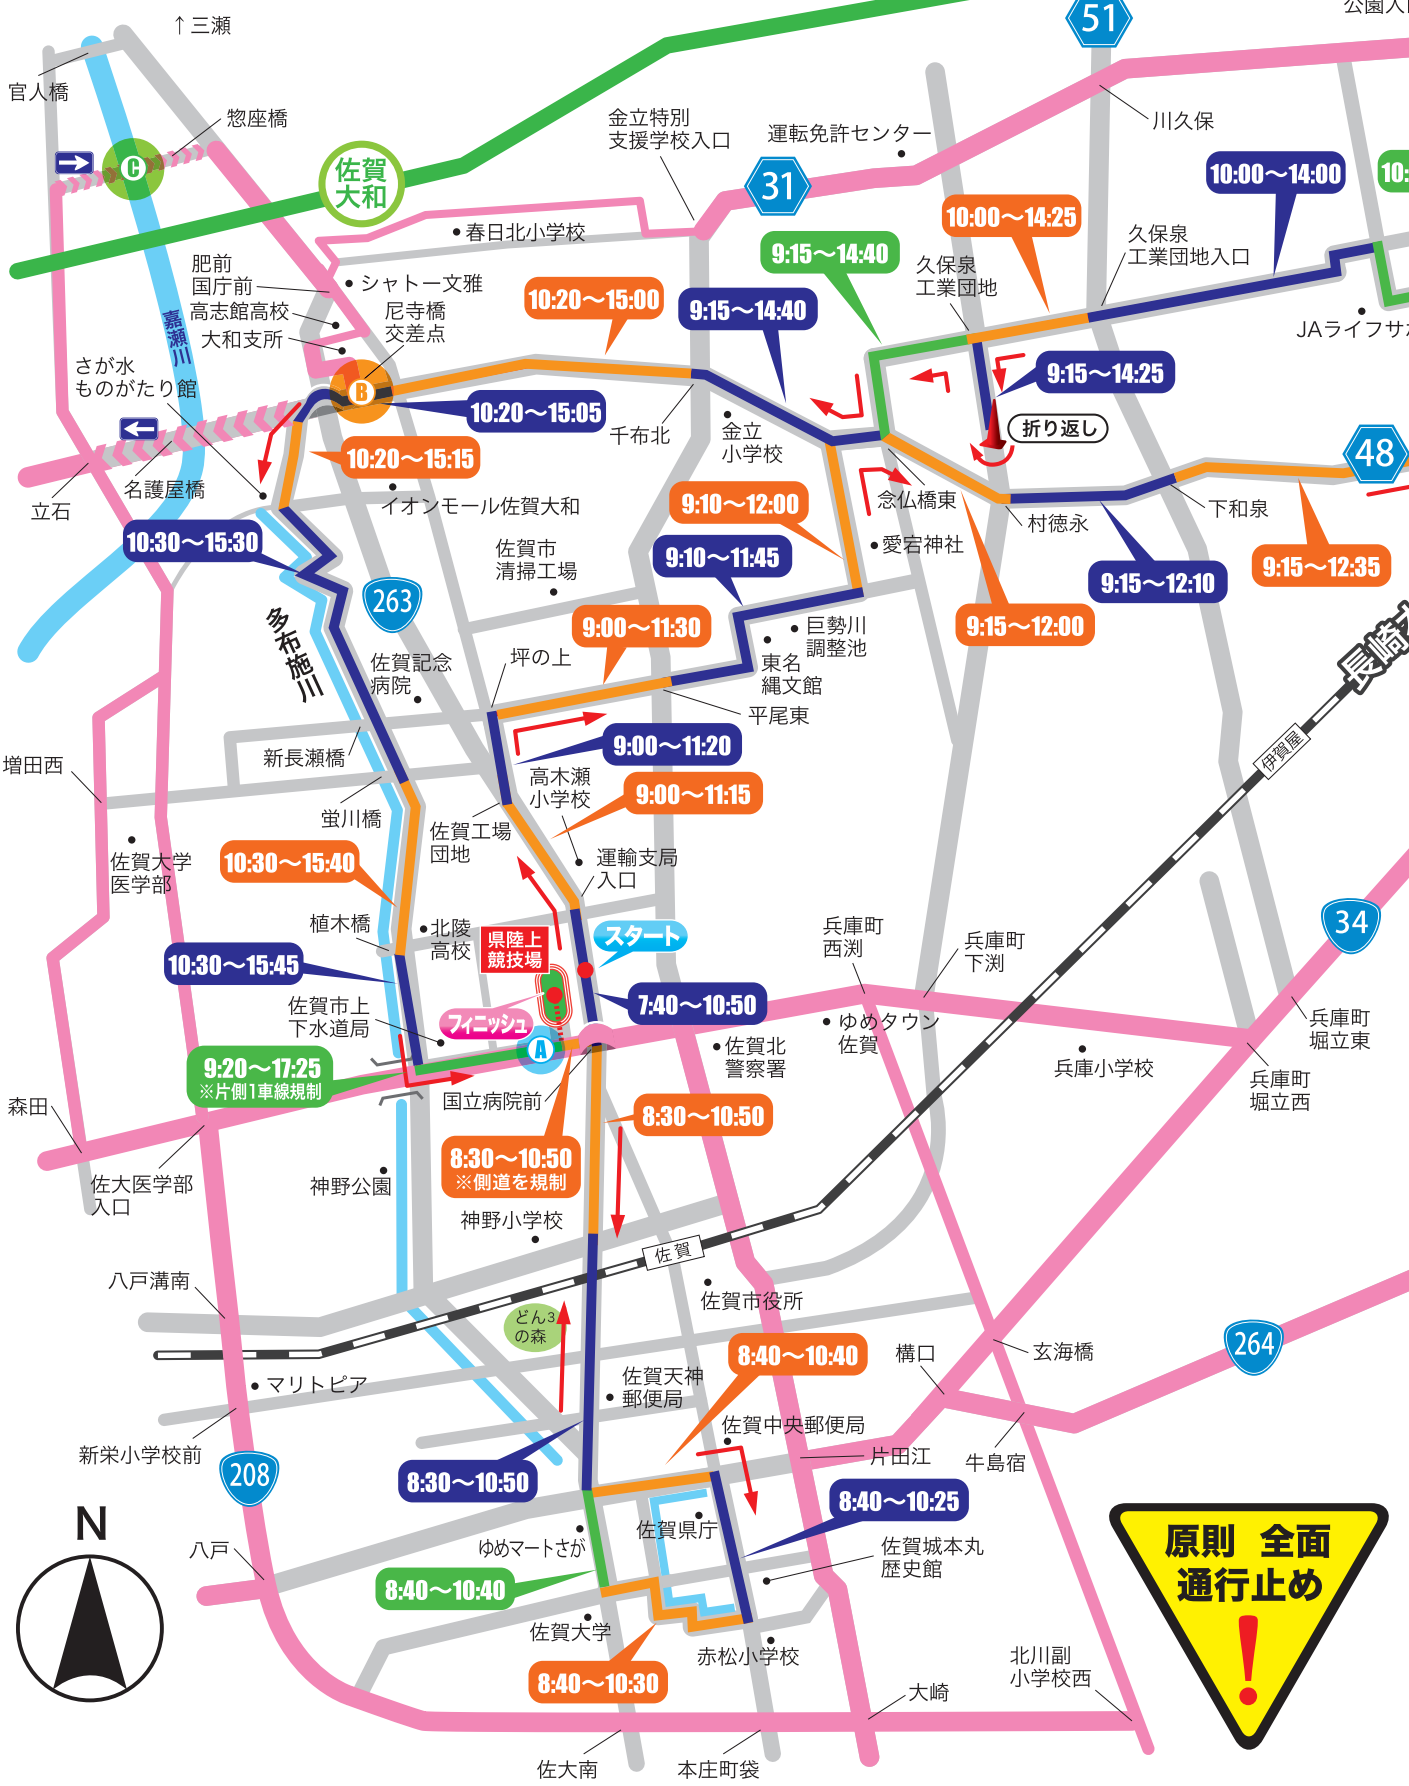 ↑三瀬
51
公園入
官人橋
惣座橋
C
佐賀
大和
金立特別
支援学校入口
運転免許センター
川久保
31
10:00〜14:00
10:
10:00〜14:25
春日北小学校
9:15〜14:40
久保泉
工業団地
久保泉
工業団地入口
肥前
国庁前
シャトー文雅
高志館高校
大和支所
尼寺橋
交差点
10:20〜15:00
9:15〜14:40
JAライフサポ
嘉瀬川
さが水
ものがたり館
B
10:20〜15:05
9:15〜14:25
折り返し
千布北
金立
小学校
10:20〜15:15
48
立石
名護屋橋
イオンモール佐賀大和
9:10〜12:00
念仏橋東
村徳永
下和泉
10:30〜15:30
佐賀市
清掃工場
9:10〜11:45
愛宕神社
9:15〜12:10
9:15〜12:35
263
9:00〜11:30
9:15〜12:00
巨勢川
調整池
多布施川
佐賀記念
病院
坪の上
東名
縄文館
長崎
平尾東
新長瀬橋
9:00〜11:20
伊賀屋
増田西
高木瀬
小学校
9:00〜11:15
蛍川橋
佐賀工場
団地
佐賀大学
医学部
10:30〜15:40
運輸支局
入口
植木橋
北陵
高校
県陸上
競技場
スタート
兵庫町
西渕
兵庫町
下渕
34
10:30〜15:45
7:40〜10:50
佐賀市上
下水道局
フィニッシュ
A
ゆめタウン
佐賀
兵庫町
堀立東
佐賀北
警察署
兵庫小学校
兵庫町
堀立西
9:20〜17:25
※片側1車線規制
国立病院前
8:30〜10:50
森田
8:30〜10:50
※側道を規制
佐大医学部
入口
神野公園
神野小学校
佐賀
八戸溝南
佐賀市役所
どん3
の森
264
8:40〜10:40
構口
玄海橋
マリトピア
佐賀天神
郵便局
佐賀中央郵便局
新栄小学校前
片田江
牛島宿
208
8:30〜10:50
8:40〜10:25
N
佐賀県庁
ゆめマートさが
八戸
佐賀城本丸
歴史館
原則 全面
通行止め
!
8:40〜10:40
佐賀大学
赤松小学校
北川副
小学校西
8:40〜10:30
大崎
佐大南
本庄町袋